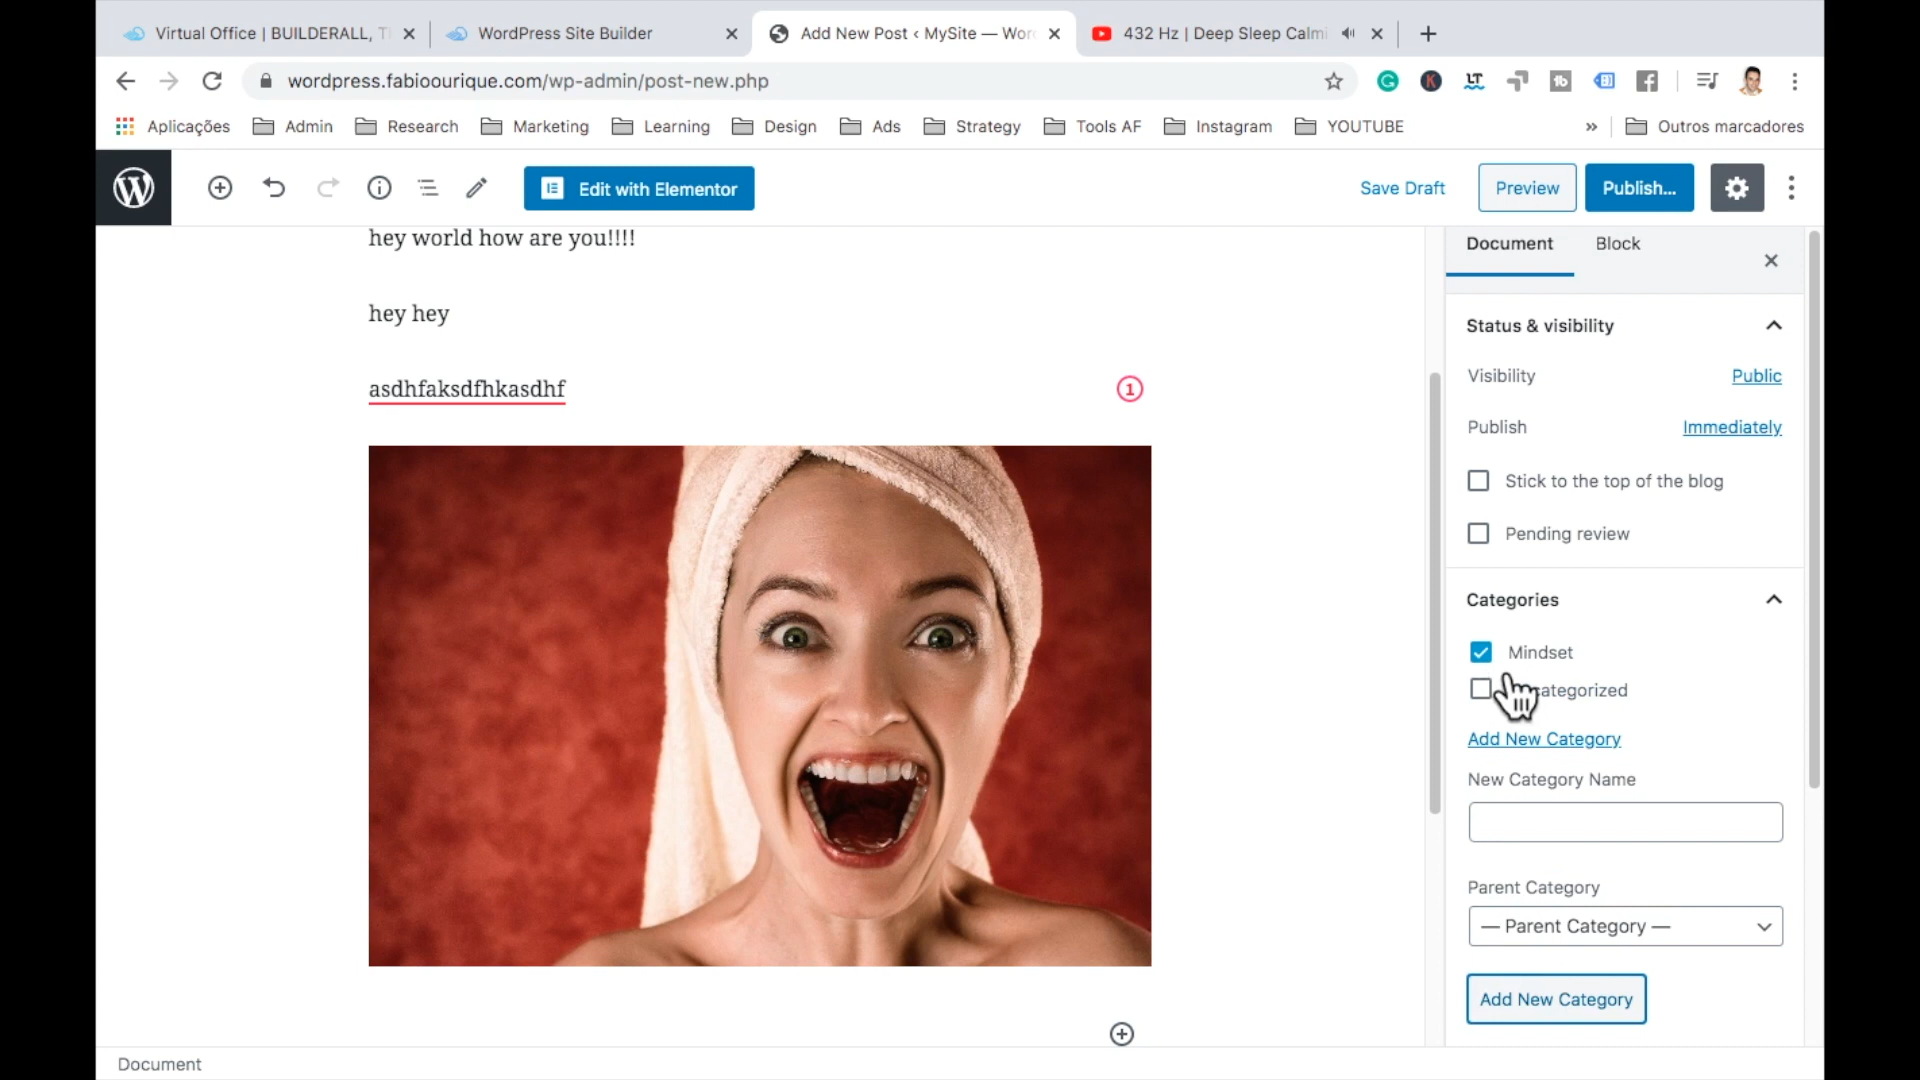 Virtual Office | BUILDERALL, T
WordPress Site Builder
Add New Post ‹ MySite — Wor
432 Hz | Deep Sleep Calmi
wordpress.fabioourique.com/wp-admin/post-new.php
Aplicações
Admin
Research
Marketing
Learning
Design
Ads
Strategy
Tools AF
Instagram
YOUTUBE
»
Outros marcadores
Edit with Elementor
Save Draft
Preview
Publish...
hey world how are you!!!!
hey hey
asdhfaksdfhkasdhf
1
Document
Block
Status & visibility
Visibility
Public
Publish
Immediately
Stick to the top of the blog
Pending review
Categories
Mindset
ategorized
Add New Category
New Category Name
Parent Category
— Parent Category —
Add New Category
Document